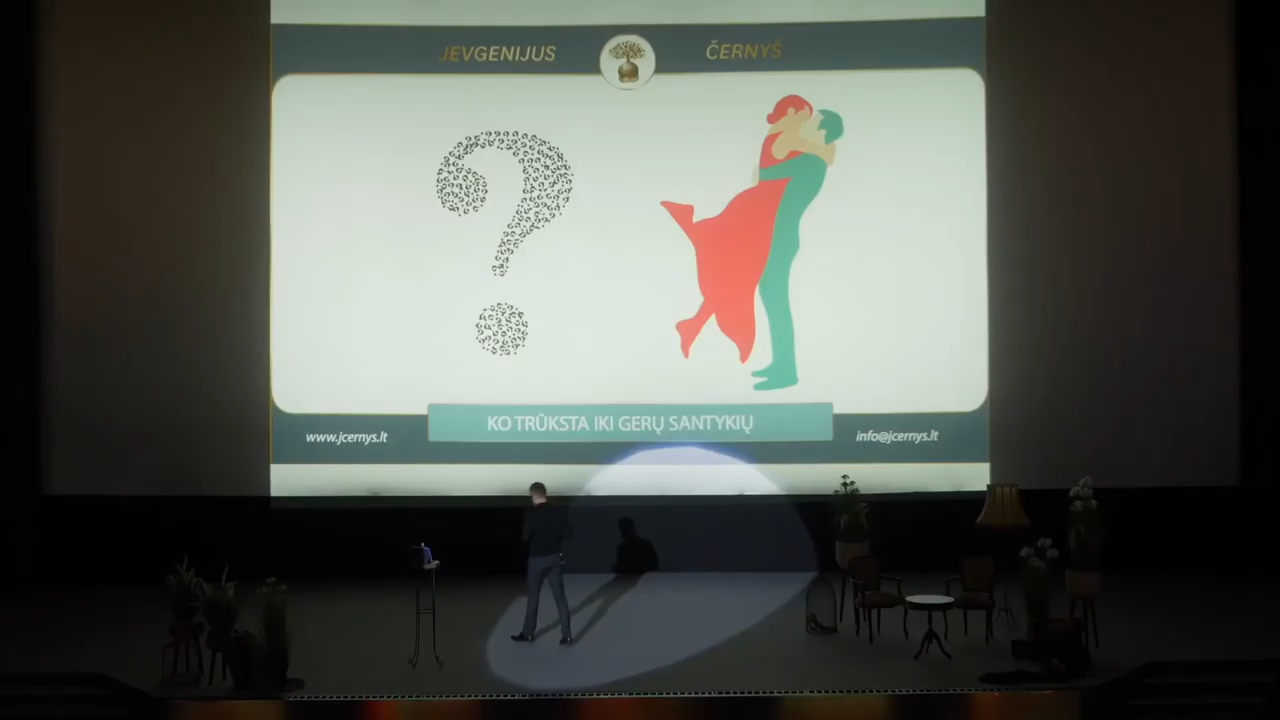 JEVGENIJUS ČERNYŠ
KO TRŪKSTA IKI GERŲ SANTYKIŲ
www.jcernys.lt
info@jcernys.lt